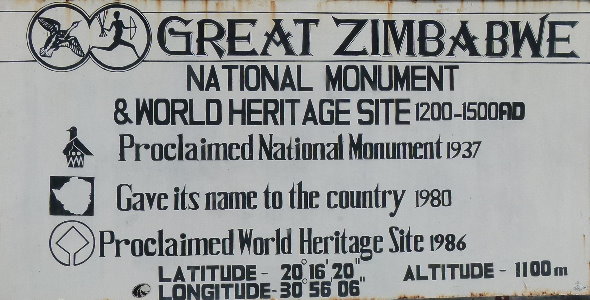 GREAT ZIMBABWE
NATIONAL MONUMENT
& WORLD HERITAGE SITE 1200-1500AD
Proclaimed National Monument 1937
Gave its name to the country 1980
Proclaimed World Heritage Site 1986
LATITUDE - 20°16'20" ALTITUDE - 1100m
LONGITUDE - 30°56'06"